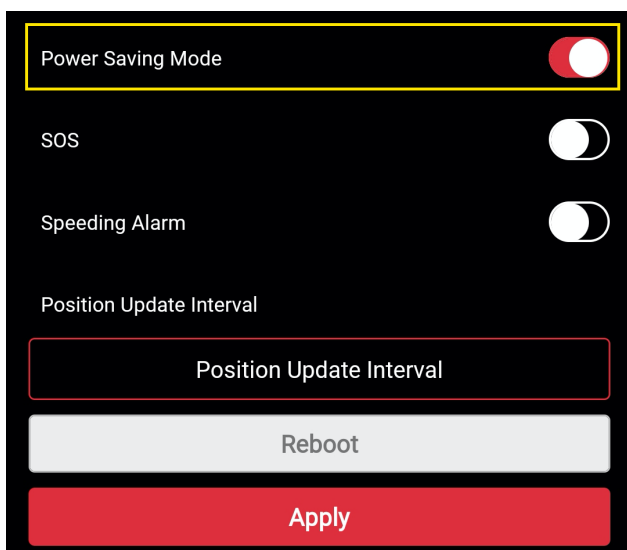 Power Saving Mode
SOS
Speeding Alarm
Position Update Interval
Position Update Interval
Reboot
Apply